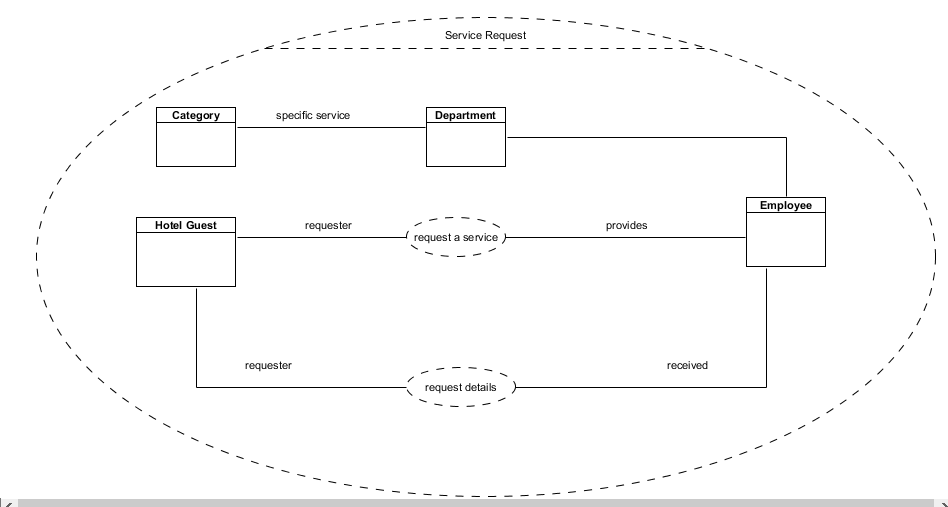 Service Request
Category
specific service
Department
Employee
Hotel Guest
requester
request a service
provides
requester
request details
received